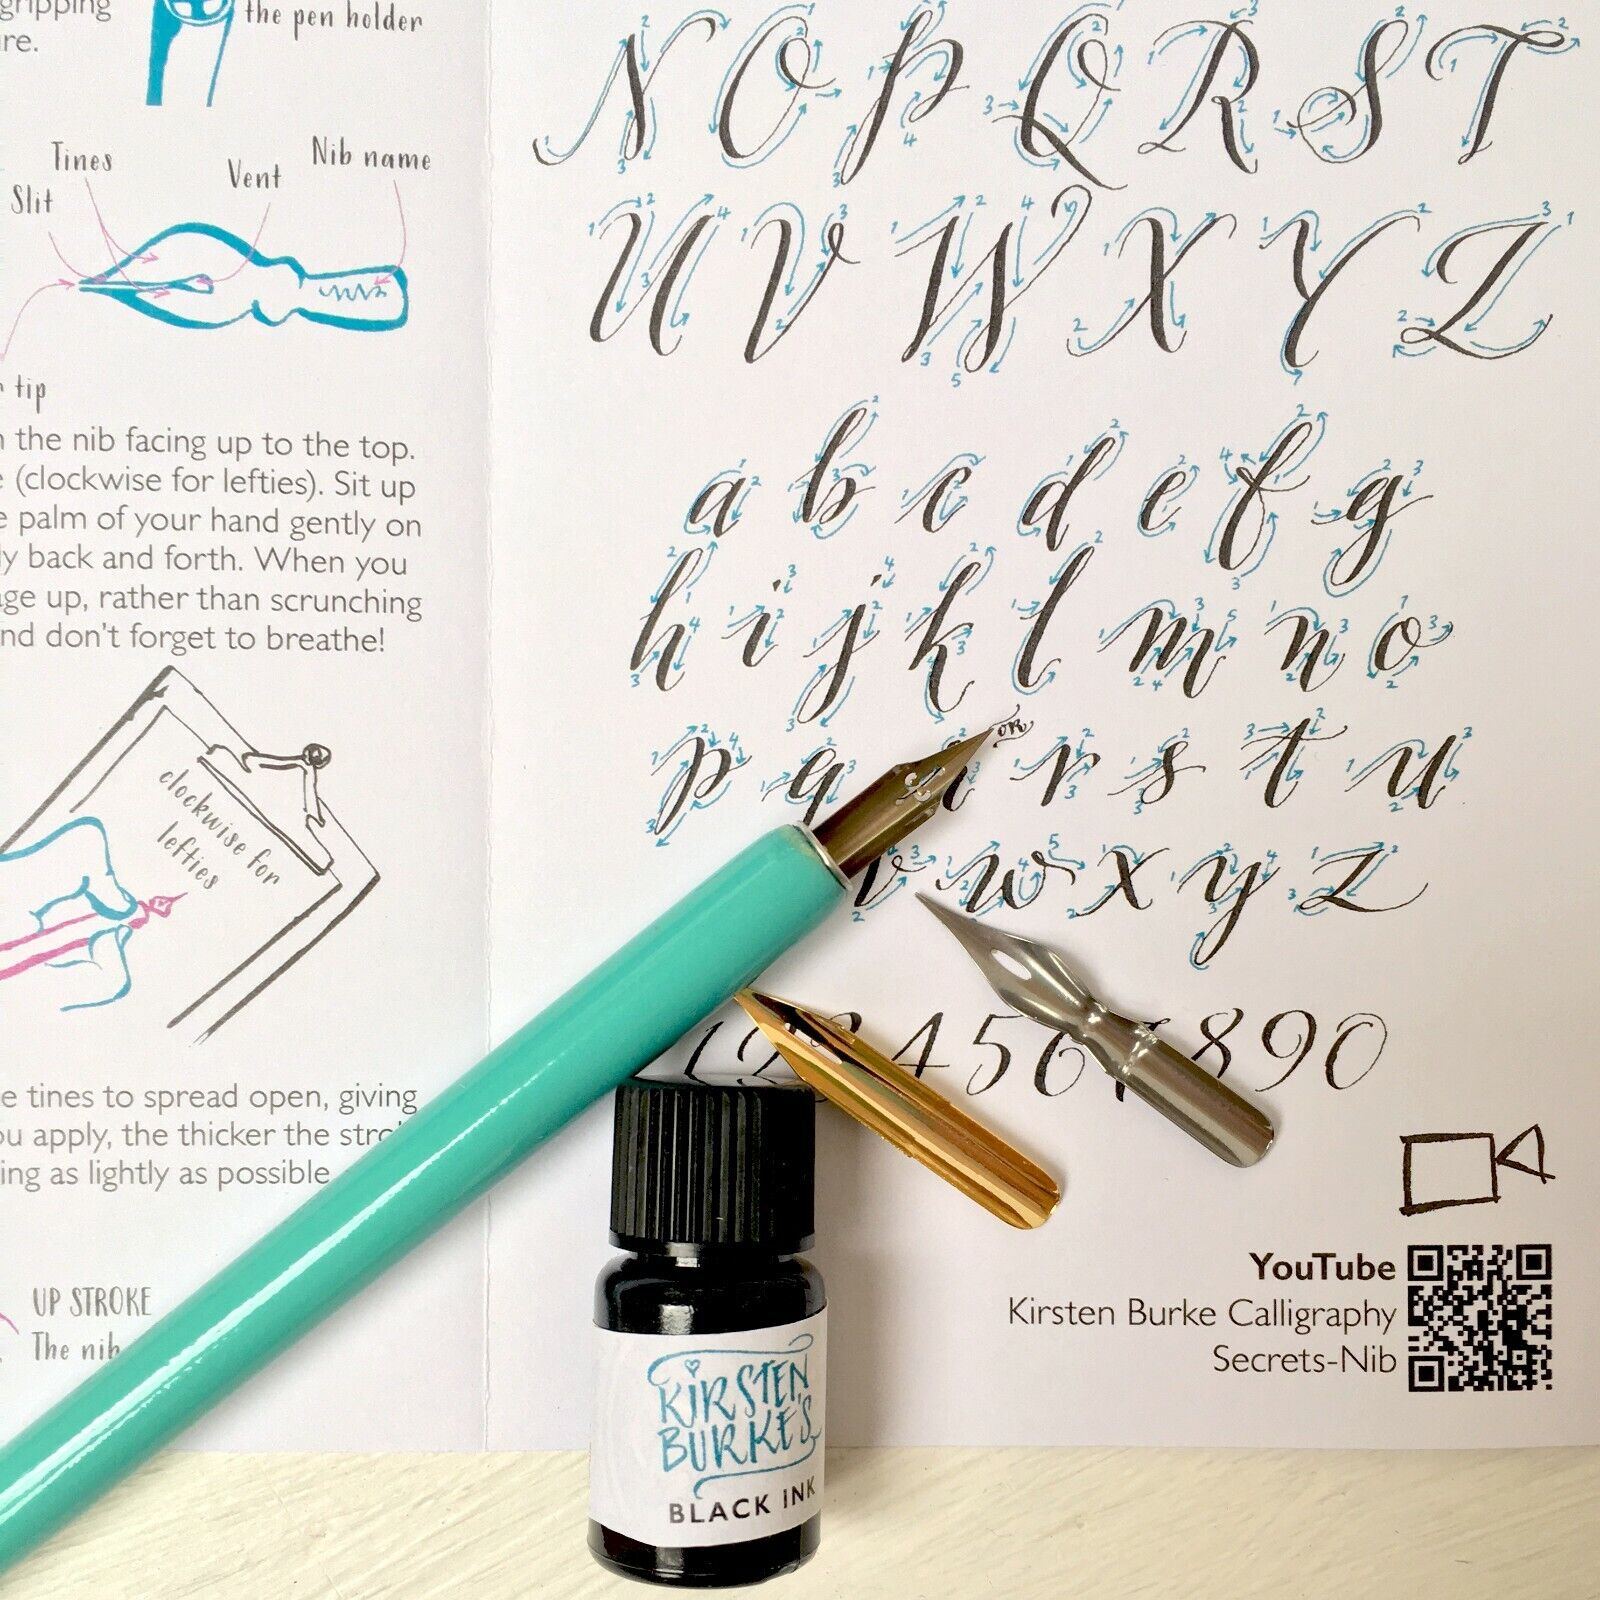 gripping
re.
the pen holder
Tines
Slit
Vent
Nib name
tip
the nib facing up to the top.
(clockwise for lefties). Sit up
palm of your hand gently on
back and forth. When you
up, rather than scrunching
don't forget to breathe!
clockwise for
lefties
tines to spread open, giving
you apply, the thicker the
as lightly as possible
UP STROKE
The nib
N O P Q R S T
U V W X Y Z
a b c d e f g
h i j k l m n o
p q r s t u
OR
v w x y z
1 2 3 4 5 6 7 8 9 0
YouTube
Kirsten Burke Calligraphy
Secrets-Nib
KIRSTEN
BURKE'S
BLACK INK